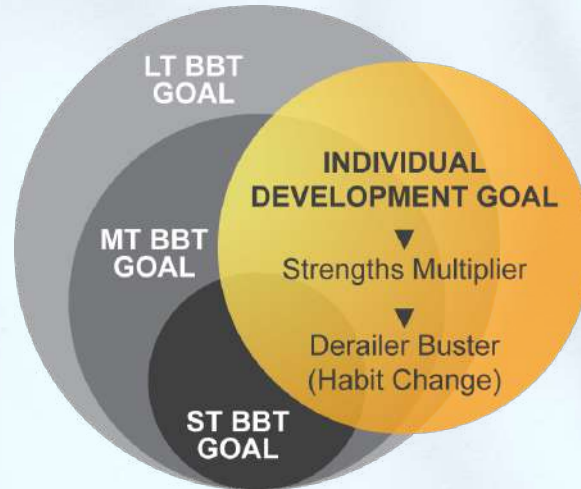 LT BBT
GOAL
MT BBT
GOAL
ST BBT
GOAL
INDIVIDUAL
DEVELOPMENT GOAL
Strengths Multiplier
Derailer Buster
(Habit Change)